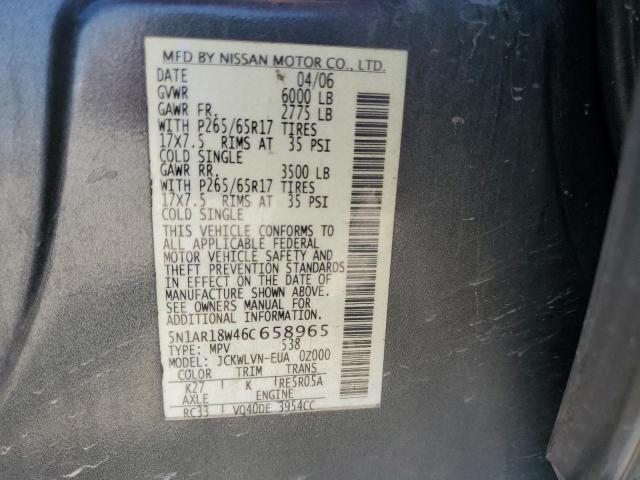 MFD BY NISSAN MOTOR CO., LTD.
DATE 04/06
GVWR 6000 LB
GAWR FR. 2775 LB
WITH P265/65R17 TIRES
17X7.5 RIMS AT 35 PSI
COLD SINGLE
GAWR RR. 3500 LB
WITH P265/65R17 TIRES
17X7.5 RIMS AT 35 PSI
COLD SINGLE
THIS VEHICLE CONFORMS TO
ALL APPLICABLE FEDERAL
MOTOR VEHICLE SAFETY AND
THEFT PREVENTION STANDARDS
IN EFFECT ON THE DATE OF
MANUFACTURE SHOWN ABOVE.
SEE OWNERS MANUAL FOR
ADDITIONAL INFORMATION
5N1AR18W46C658965
TYPE: MPV 538
MODEL: JCKWLVN-EUA 0Z000
COLOR TRIM TRANS
K27 K RE5R05A
AXLE ENGINE
RC33 VQ40DE 3954CC